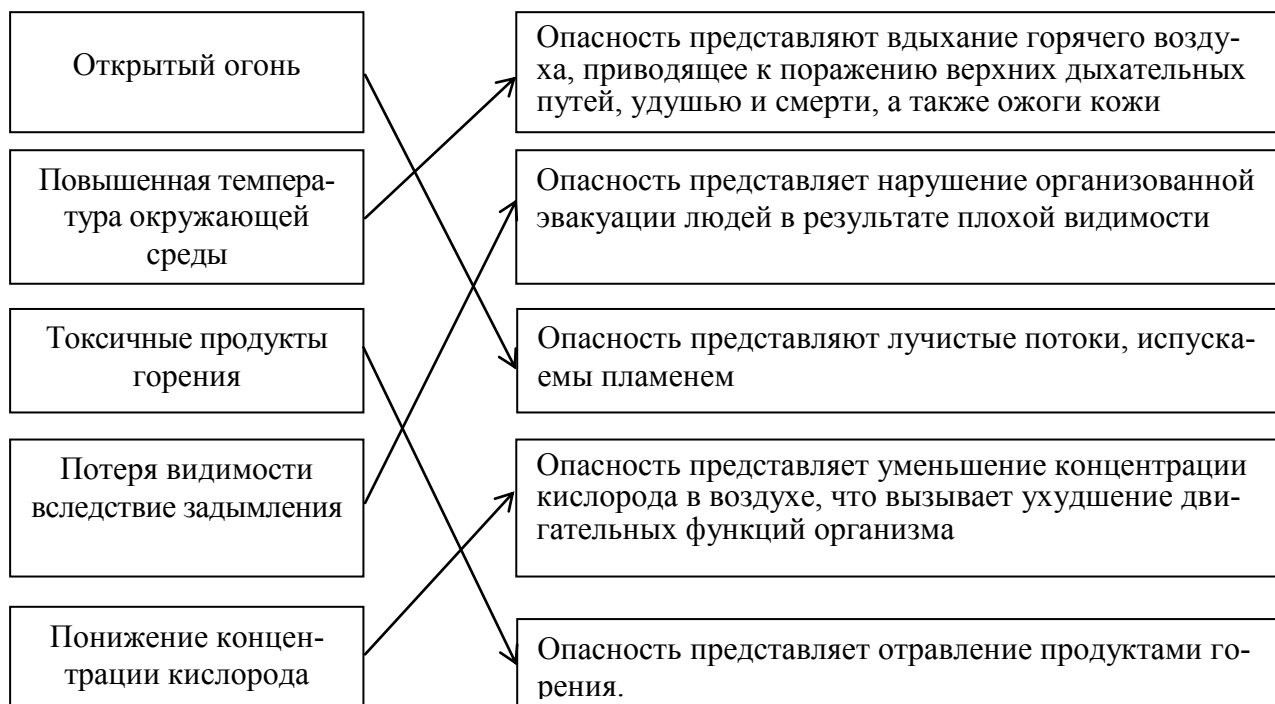 Открытый огонь
Опасность представляют вдыхание горячего возду-
ха, приводящее к поражению верхних дыхательных
путей, удушью и смерти, а также ожоги кожи
Повышенная темпера-
тура окружающей
среды
Опасность представляет нарушение организованной
эвакуации людей в результате плохой видимости
Токсичные продукты
горения
Опасность представляют лучистые потоки, испуска-
емы пламенем
Потеря видимости
вследствие задымления
Опасность представляет уменьшение концентрации
кислорода в воздухе, что вызывает ухудшение дви-
гательных функций организма
Понижение концен-
трации кислорода
Опасность представляет отравление продуктами го-
рения.